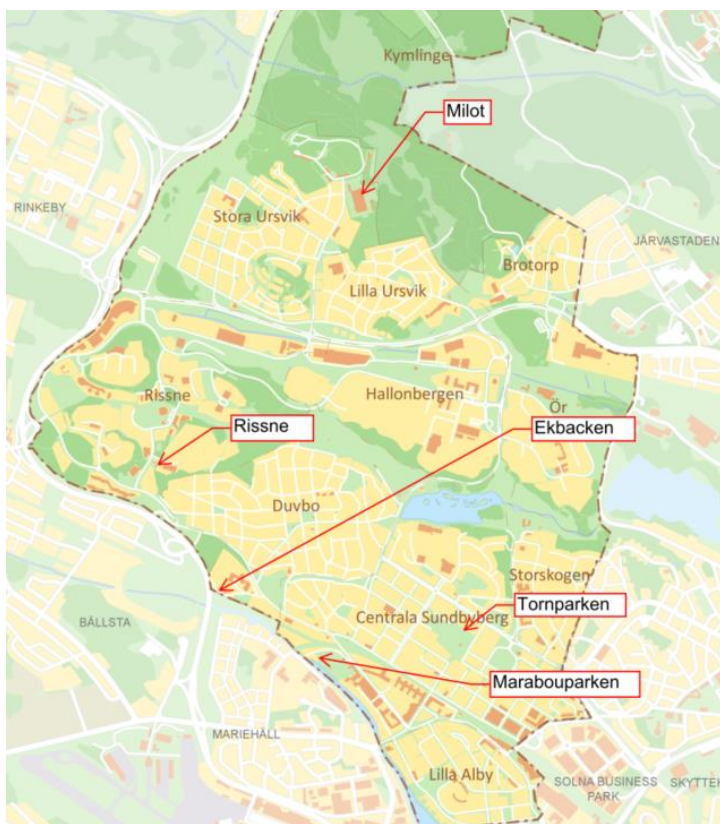 Kymlinge
Milot
RINKEBY
Stora Ursvik
JÄRVASTADEN
Brotorp
Lilla Ursvik
Rissne
Hallonbergen
Ör
Rissne
Ekbacken
Duvbo
Storskogen
Tornparken
Centrala Sundbyberg
BÄLLSTA
Marabouparken
MARIEHÄLL
Lilla Alby
SOLNA BUSINESS
PARK
SKYTTEH